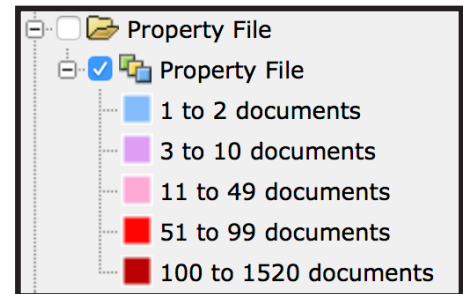 Property File
Property File
1 to 2 documents
3 to 10 documents
11 to 49 documents
51 to 99 documents
100 to 1520 documents